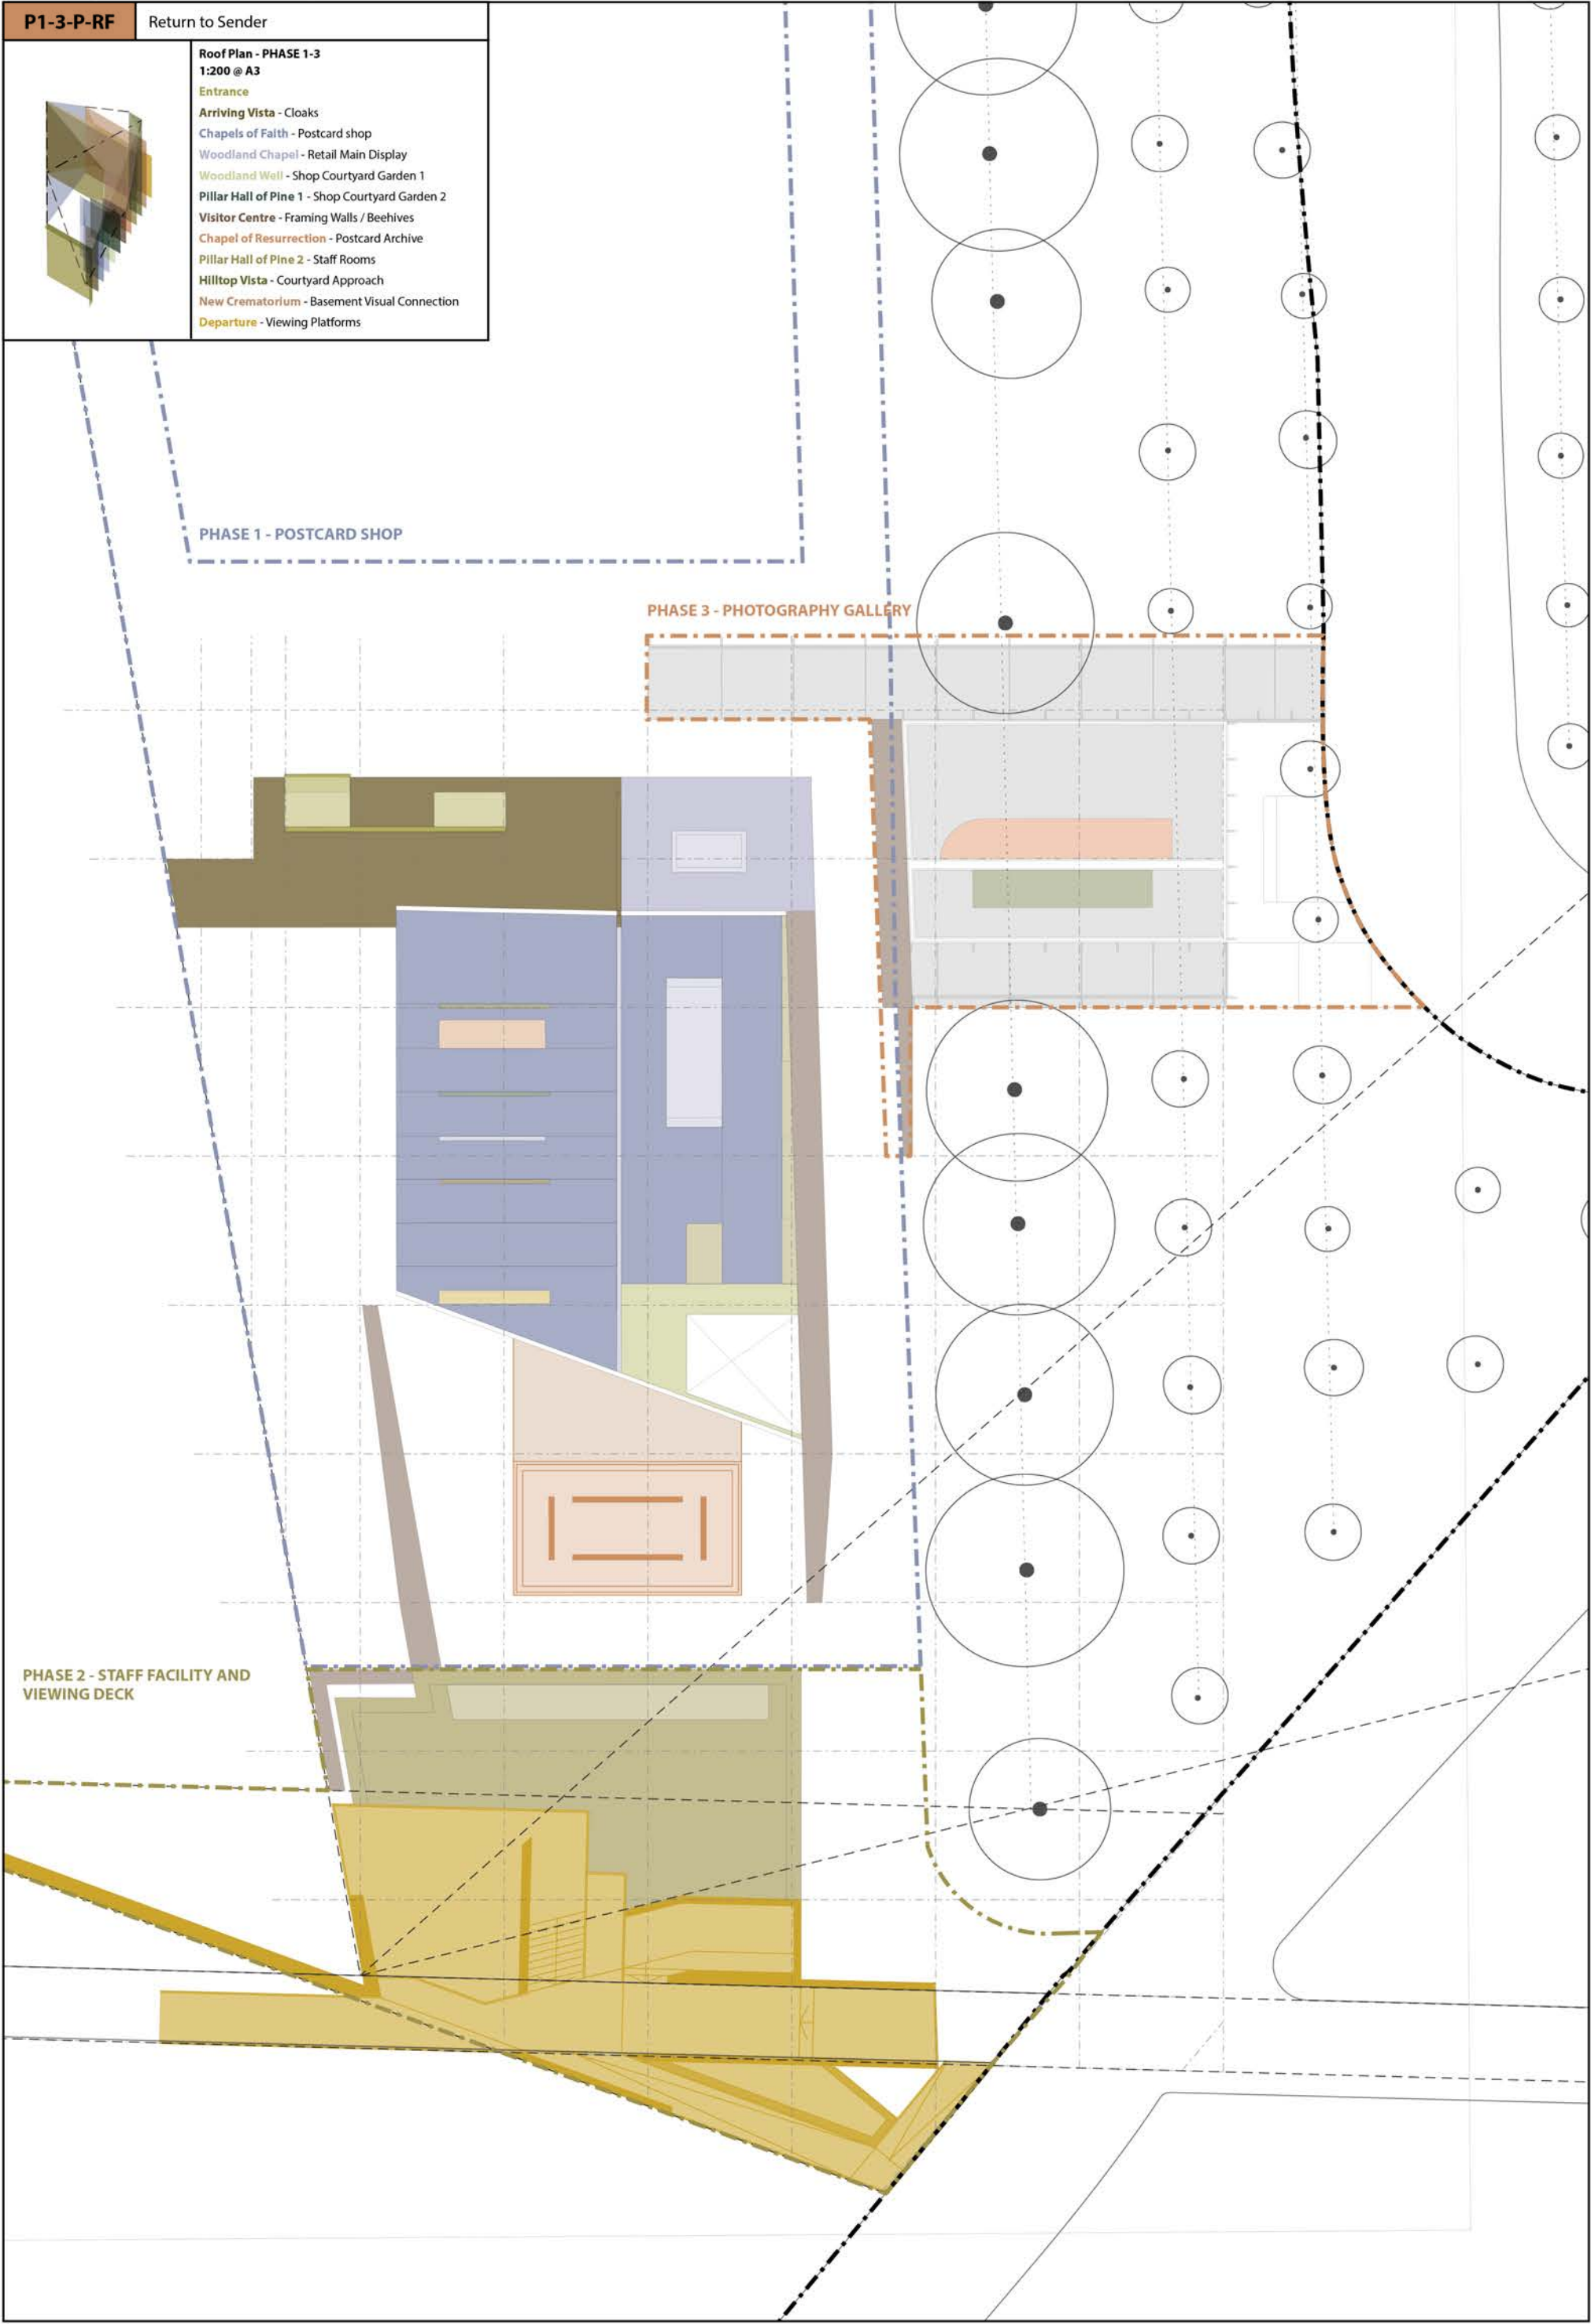 P1-3-P-RF
Return to Sender
Roof Plan - PHASE 1-3
1:200 @ A3
Entrance
Arriving Vista - Cloaks
Chapels of Faith - Postcard shop
Woodland Chapel - Retail Main Display
Woodland Well - Shop Courtyard Garden 1
Pillar Hall of Pine 1 - Shop Courtyard Garden 2
Visitor Centre - Framing Walls / Beehives
Chapel of Resurrection - Postcard Archive
Pillar Hall of Pine 2 - Staff Rooms
Hilltop Vista - Courtyard Approach
New Crematorium - Basement Visual Connection
Departure - Viewing Platforms
PHASE 1 - POSTCARD SHOP
PHASE 3 - PHOTOGRAPHY GALLERY
PHASE 2 - STAFF FACILITY AND
VIEWING DECK